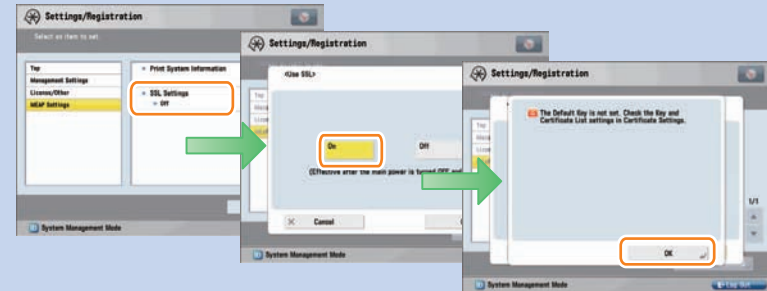 Settings/Registration
Select an item to set.
Top
Management Settings
License/Other
MEAP Settings
Print System Information
SSL Settings
Off
System Management Mode
Settings/Registration
<Use SSL>
Top
On
Off
(Effective after the main power is turned OFF and
Cancel
System Management Mode
Settings/Registration
The Default Key is not set. Check the Key and
Certificate List settings in Certificate Settings.
Top
1/1
OK
System Management Mode
Log Out